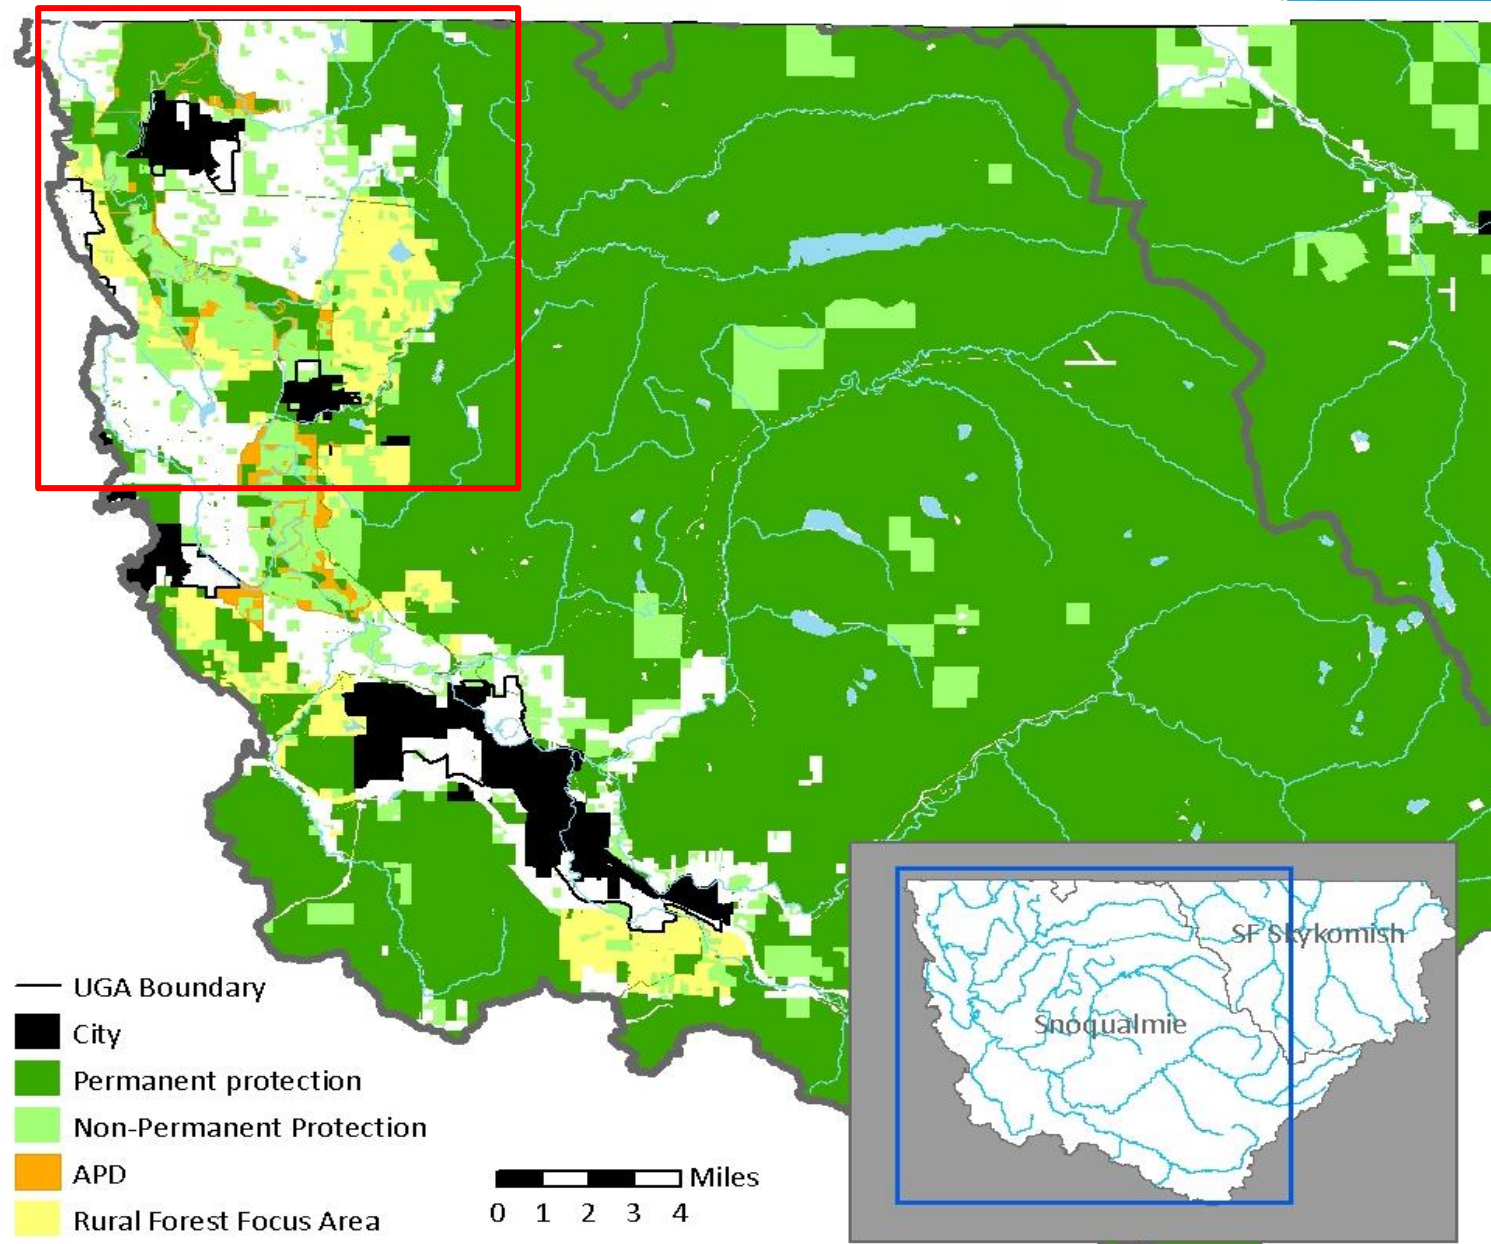 SF Skykomish
Snoqualmie
UGA Boundary
City
Permanent protection
Non-Permanent Protection
APD
Rural Forest Focus Area
Miles
0 1 2 3 4